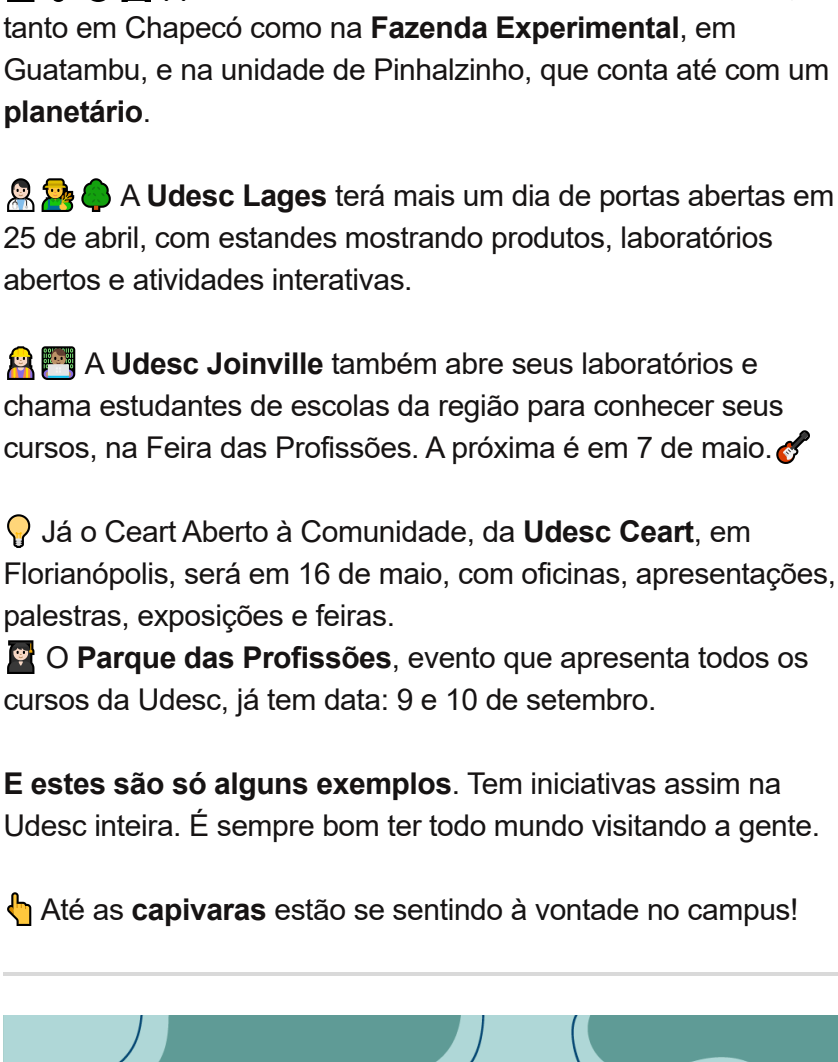 tanto em Chapecó como na Fazenda Experimental, em
Guatambu, e na unidade de Pinhalzinho, que conta até com um
planetário.
A Udesc Lages terá mais um dia de portas abertas em
25 de abril, com estandes mostrando produtos, laboratórios
abertos e atividades interativas.
A Udesc Joinville também abre seus laboratórios e
chama estudantes de escolas da região para conhecer seus
cursos, na Feira das Profissões. A próxima é em 7 de maio.
Já o Ceart Aberto à Comunidade, da Udesc Ceart, em
Florianópolis, será em 16 de maio, com oficinas, apresentações,
palestras, exposições e feiras.
O Parque das Profissões, evento que apresenta todos os
cursos da Udesc, já tem data: 9 e 10 de setembro.
E estes são só alguns exemplos. Tem iniciativas assim na
Udesc inteira. É sempre bom ter todo mundo visitando a gente.
Até as capivaras estão se sentindo à vontade no campus!